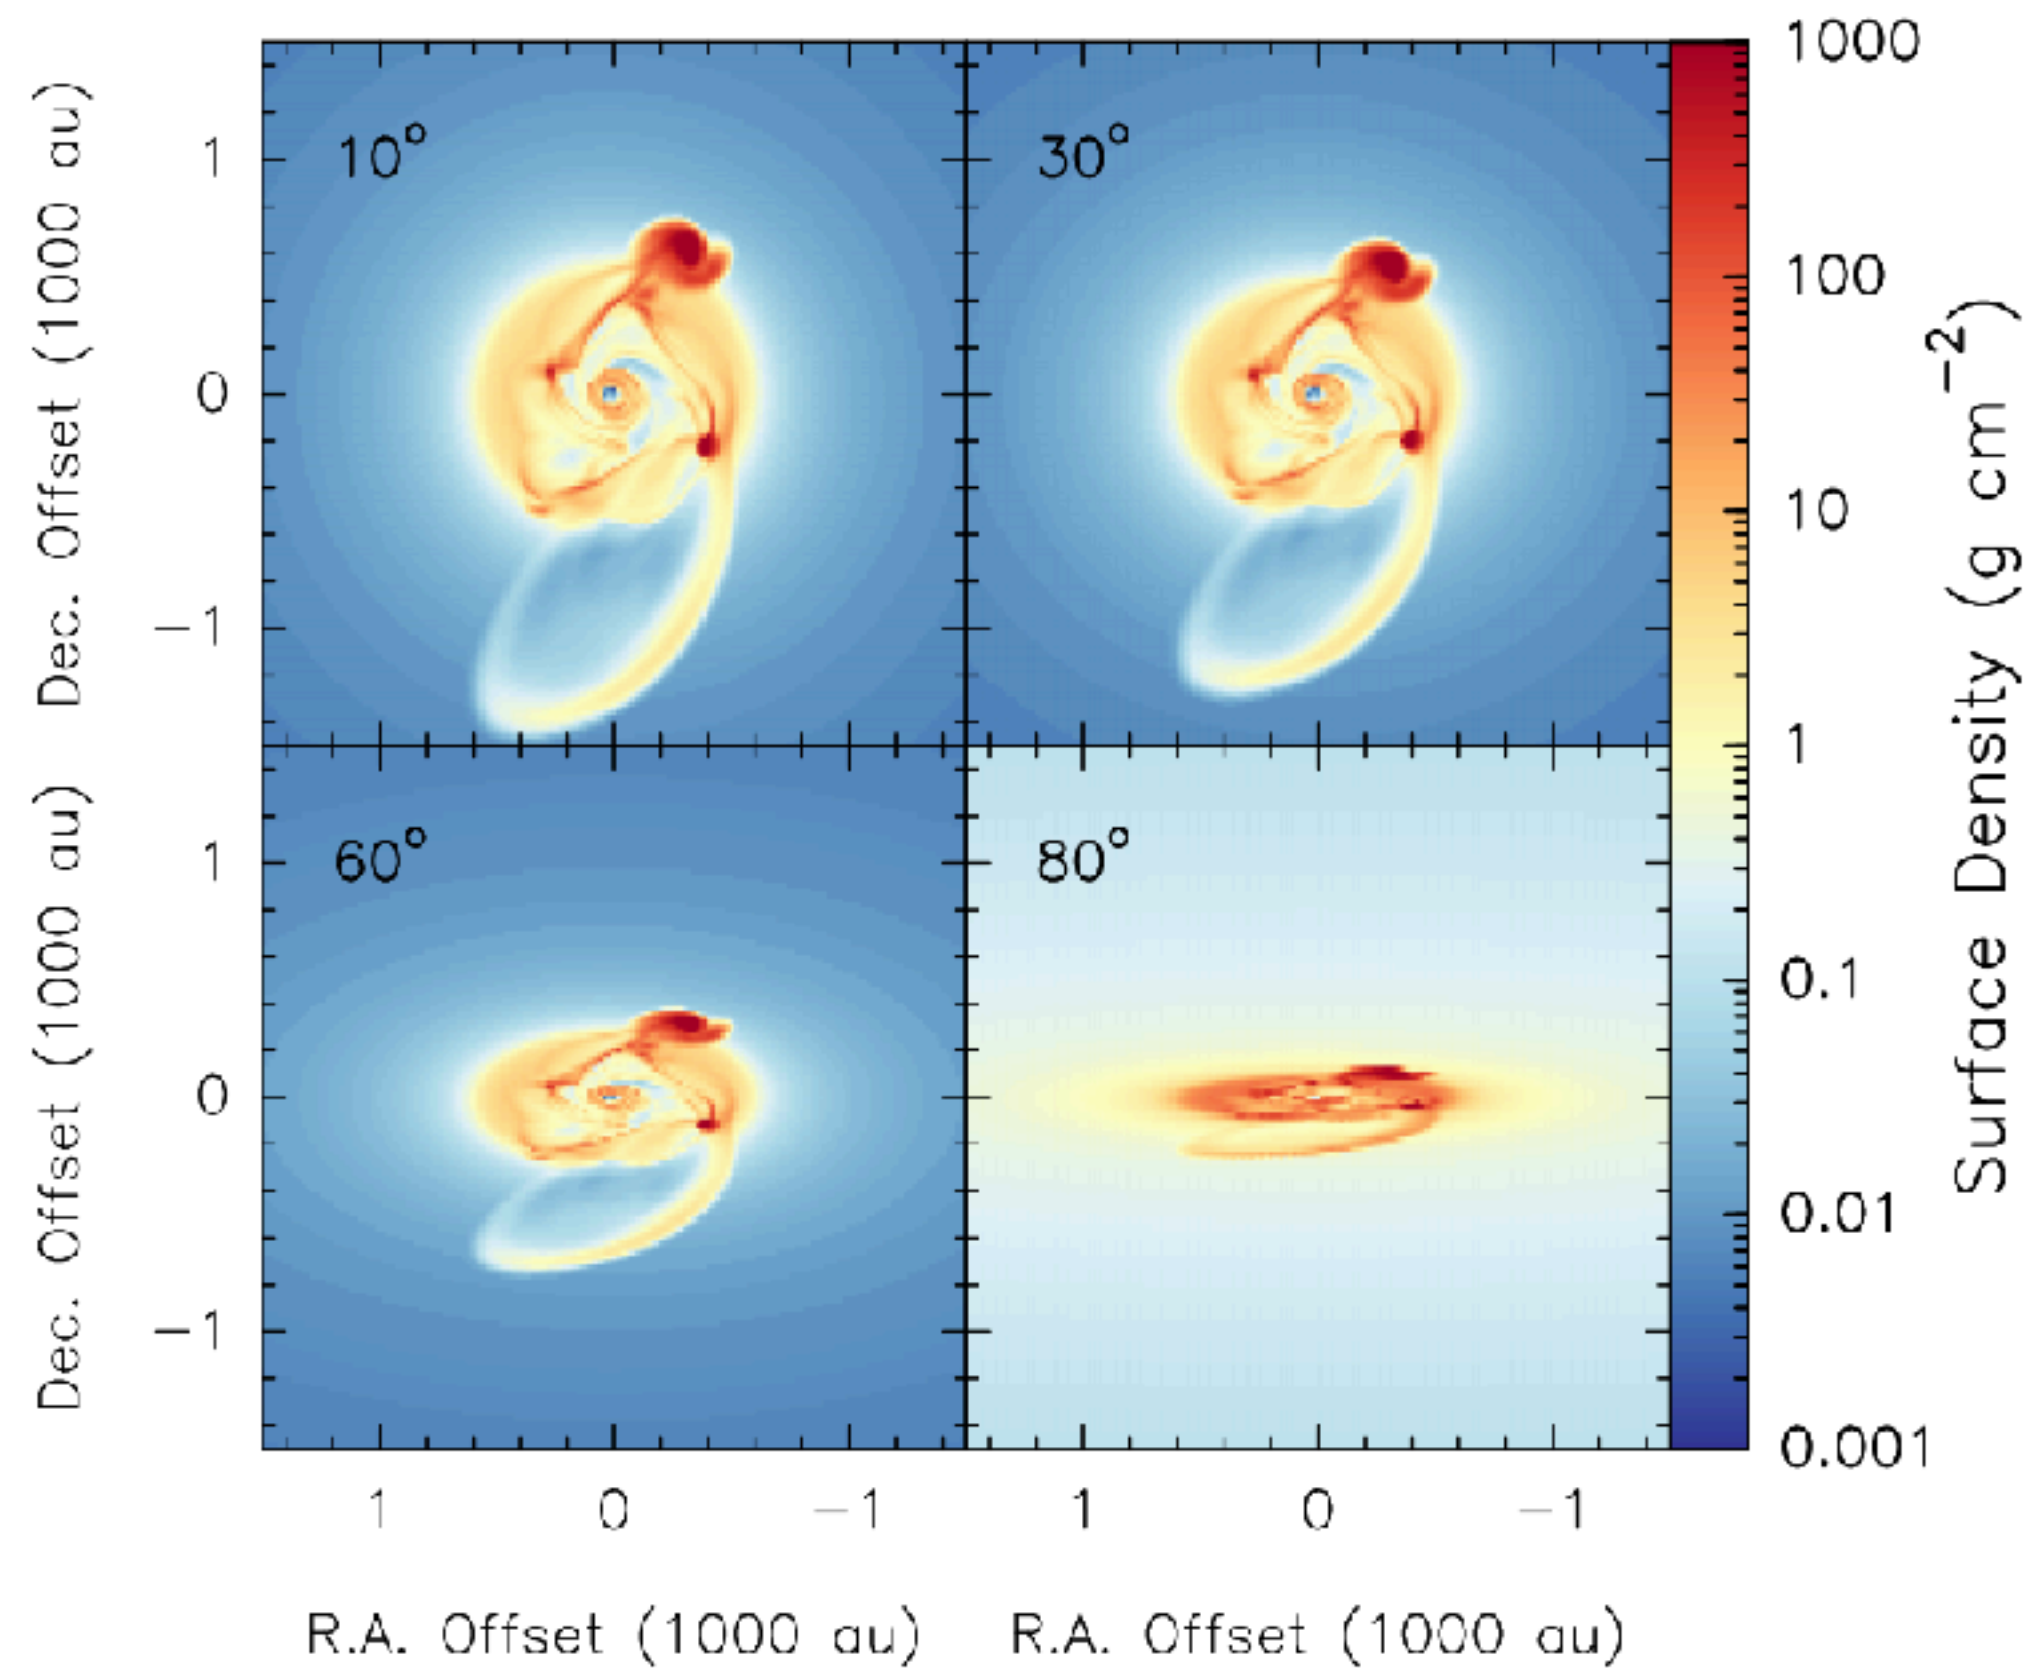 10°
30°
60°
80°
Dec. Offset (1000 au)
1
0
−1
Dec. Offset (1000 au)
1
0
−1
1 0 −1
1 0 −1
R.A. Offset (1000 au)
R.A. Offset (1000 au)
1000
100
10
1
0.1
0.01
0.001
Surface Density (g cm⁻²)